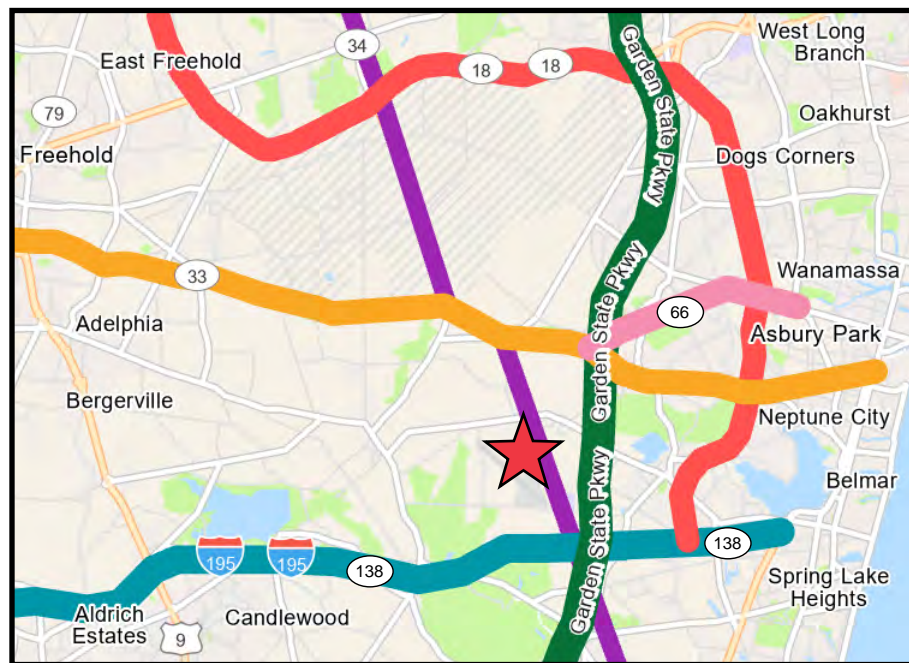 West Long
Branch
34
East Freehold
18
18
Garden State Pkwy
79
Oakhurst
Freehold
Dogs Corners
Garden State Pkwy
33
Wanamassa
66
Adelphia
Asbury Park
Bergerville
Neptune City
Garden State Pkwy
Belmar
195
195
138
138
Spring Lake
Heights
Aldrich
Estates
Candlewood
9